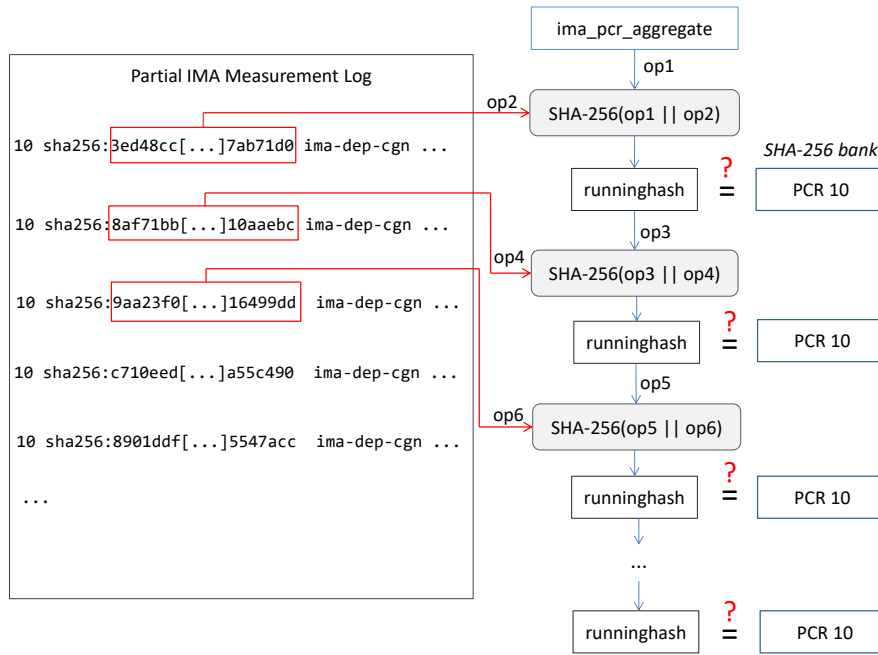 ima_pcr_aggregate
op1
Partial IMA Measurement Log
op2
SHA-256(op1 || op2)
10 sha256:3ed48cc[...]7ab71d0 ima-dep-cgn ...
SHA-256 bank
runninghash ? = PCR 10
op3
10 sha256:8af71bb[...]10aaebc ima-dep-cgn ...
op4
SHA-256(op3 || op4)
10 sha256:9aa23f0[...]16499dd ima-dep-cgn ...
runninghash ? = PCR 10
10 sha256:c710eed[...]a55c490 ima-dep-cgn ...
op5
op6
SHA-256(op5 || op6)
10 sha256:8901ddf[...]5547acc ima-dep-cgn ...
...
runninghash ? = PCR 10
...
runninghash ? = PCR 10